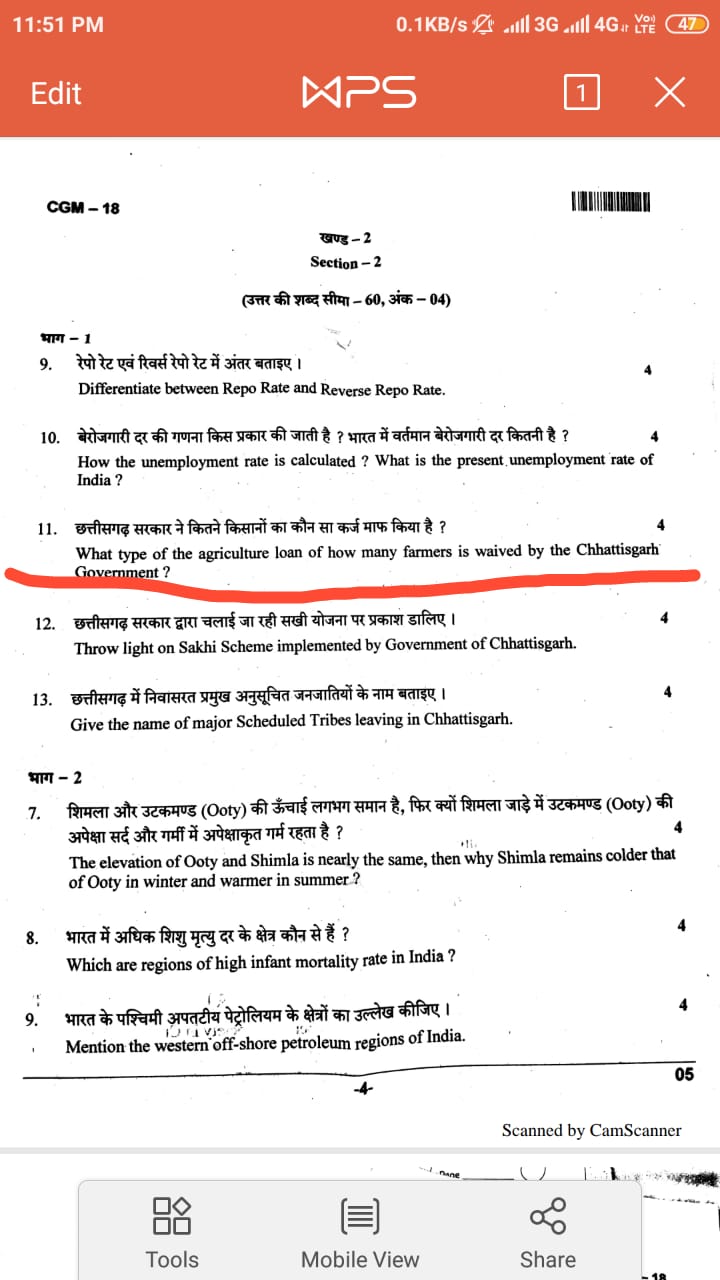 11:51 PM
0.1KB/s 3G 4G VoLTE 47
Edit
WPS
1
CGM – 18
खण्ड – 2
Section – 2
(उत्तर की शब्द सीमा – 60, अंक – 04)
भाग – 1
9. रेपो रेट एवं रिवर्स रेपो रेट में अंतर बताइए । 4
Differentiate between Repo Rate and Reverse Repo Rate.
10. बेरोजगारी दर की गणना किस प्रकार की जाती है ? भारत में वर्तमान बेरोजगारी दर कितनी है ? 4
How the unemployment rate is calculated ? What is the present unemployment rate of
India ?
11. छत्तीसगढ़ सरकार ने कितने किसानों का कौन सा कर्ज माफ किया है ? 4
What type of the agriculture loan of how many farmers is waived by the Chhattisgarh
Government ?
12. छत्तीसगढ़ सरकार द्वारा चलाई जा रही सखी योजना पर प्रकाश डालिए । 4
Throw light on Sakhi Scheme implemented by Government of Chhattisgarh.
13. छत्तीसगढ़ में निवासरत प्रमुख अनुसूचित जनजातियों के नाम बताइए । 4
Give the name of major Scheduled Tribes leaving in Chhattisgarh.
भाग – 2
7. शिमला और उटकमण्ड (Ooty) की ऊँचाई लगभग समान है, फिर क्यों शिमला जाड़े में उटकमण्ड (Ooty) की
अपेक्षा सर्द और गर्मी में अपेक्षाकृत गर्म रहता है ? 4
The elevation of Ooty and Shimla is nearly the same, then why Shimla remains colder that
of Ooty in winter and warmer in summer ?
8. भारत में अधिक शिशु मृत्यु दर के क्षेत्र कौन से हैं ? 4
Which are regions of high infant mortality rate in India ?
9. भारत के पश्चिमी अपतटीय पेट्रोलियम के क्षेत्रों का उल्लेख कीजिए । 4
Mention the western off-shore petroleum regions of India.
-4-
05
Scanned by CamScanner
Tools
Mobile View
Share
- 18